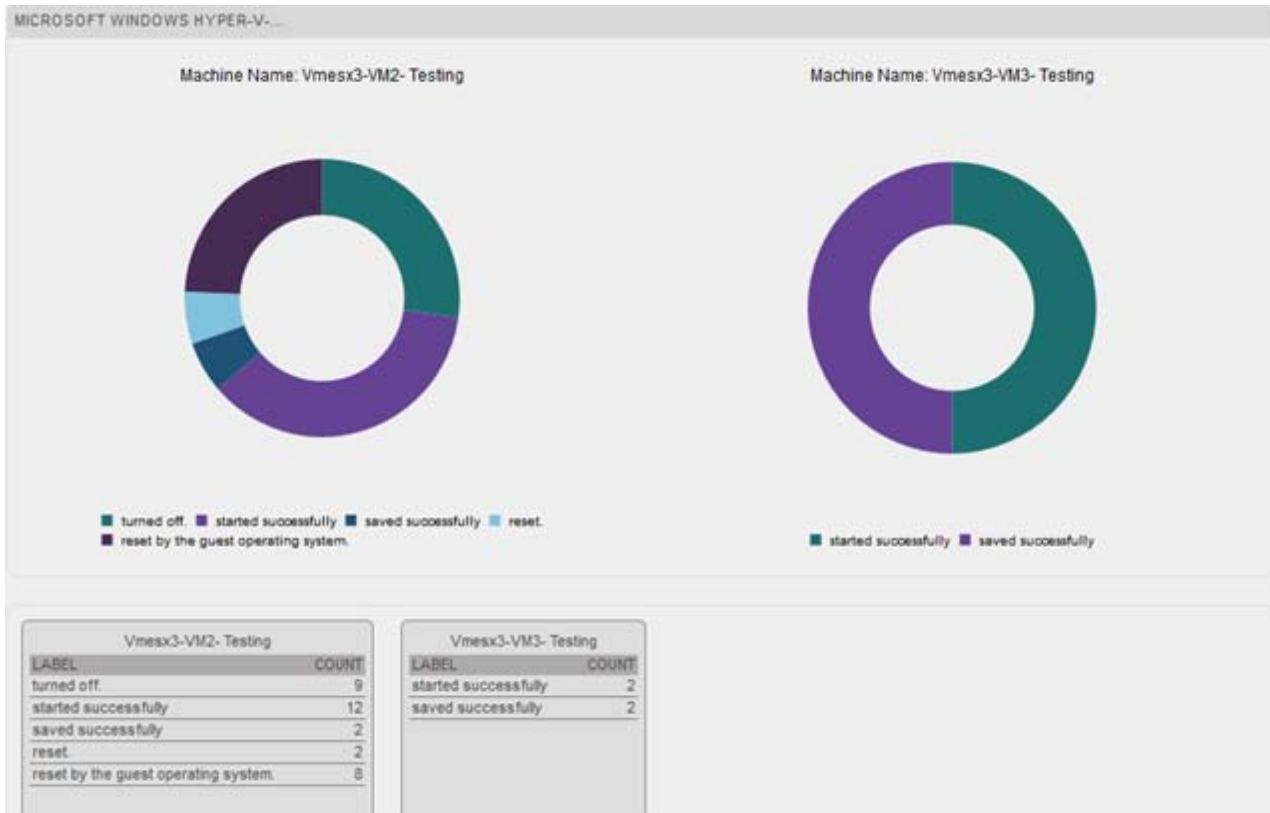 MICROSOFT WINDOWS HYPER-V-...
Machine Name: Vmesx3-VM2- Testing
Machine Name: Vmesx3-VM3- Testing
turned off. started successfully saved successfully reset.
reset by the guest operating system.
started successfully saved successfully
Vmesx3-VM2- Testing
LABEL COUNT
turned off. 9
started successfully 12
saved successfully 2
reset. 2
reset by the guest operating system. 8
Vmesx3-VM3- Testing
LABEL COUNT
started successfully 2
saved successfully 2